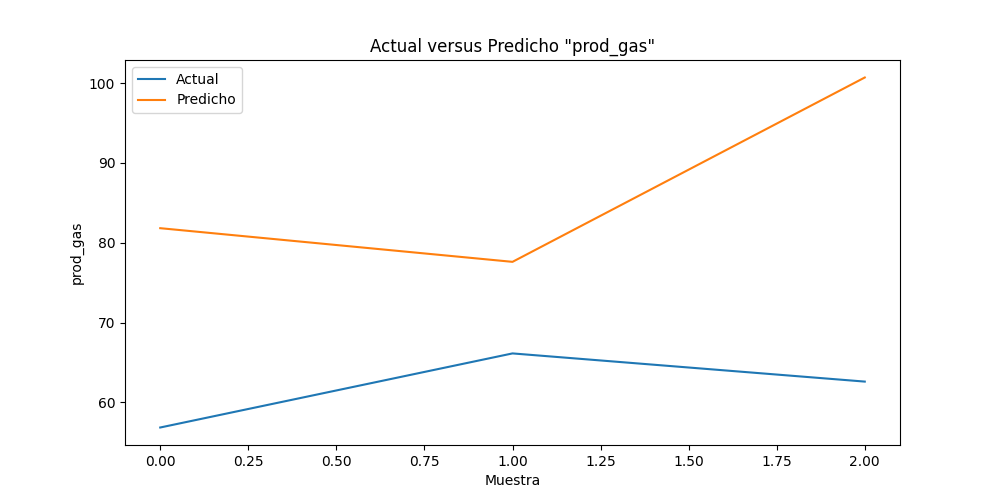 Actual versus Predicho "prod_gas"
Actual
Predicho
100
90
80
70
60
prod_gas
0.00 0.25 0.50 0.75 1.00 1.25 1.50 1.75 2.00
Muestra